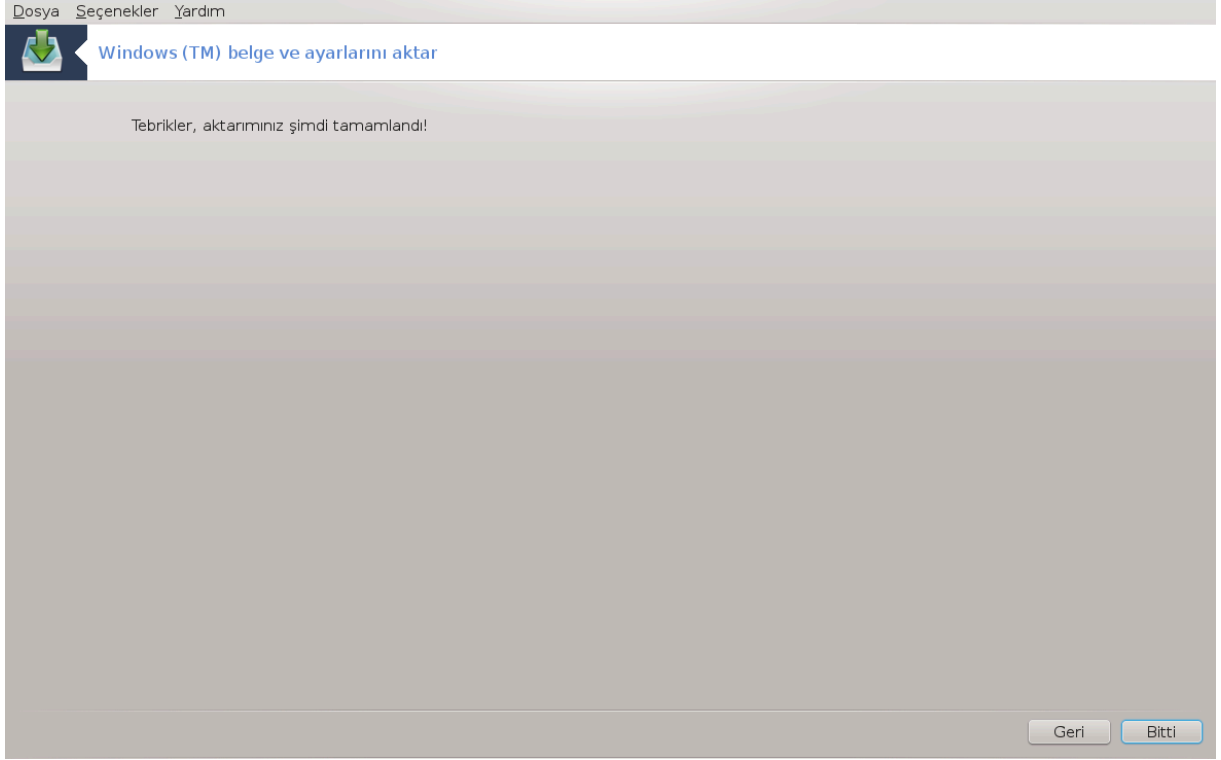 Dosya Seçenekler Yardım
Windows (TM) belge ve ayarlarını aktar
Tebrikler, aktarımınız şimdi tamamlandı!
Geri Bitti